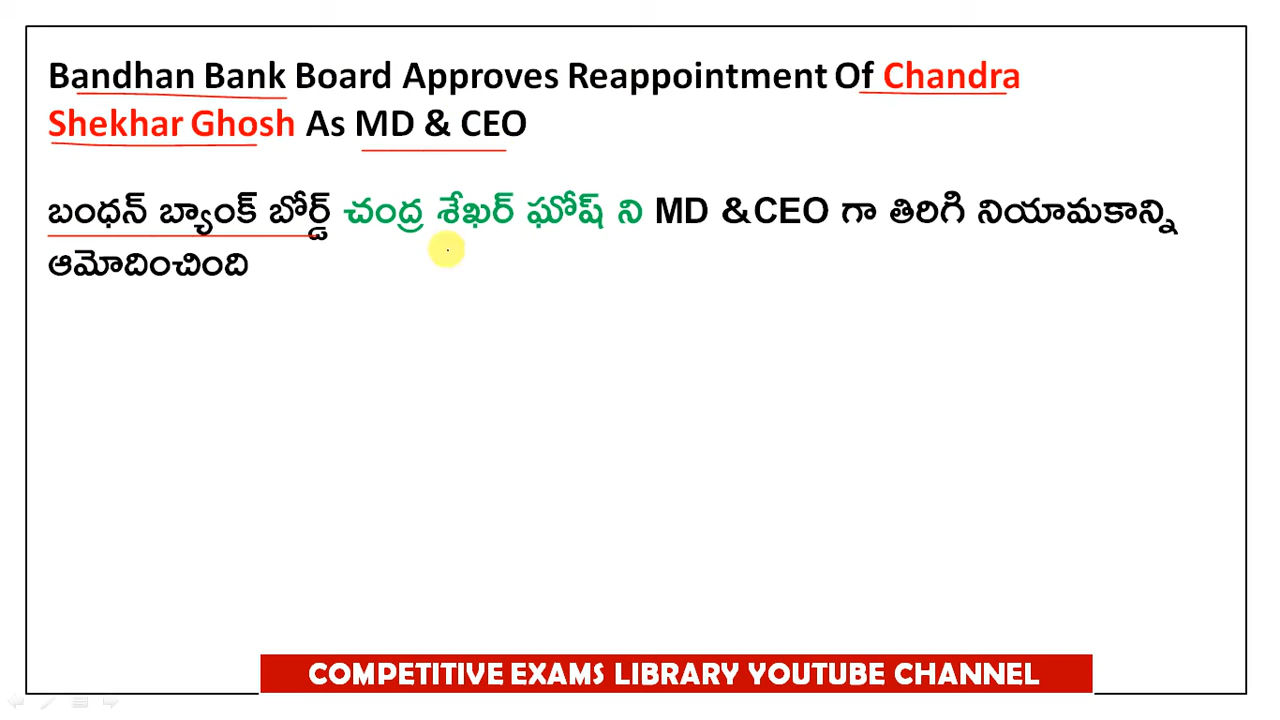 Bandhan Bank Board Approves Reappointment Of Chandra
Shekhar Ghosh As MD & CEO
బంధన్ బ్యాంక్ బోర్డ్ చంద్ర శేఖర్ ఘోష్ ని MD &CEO గా తిరిగి నియామకాన్ని
ఆమోదించింది
COMPETITIVE EXAMS LIBRARY YOUTUBE CHANNEL